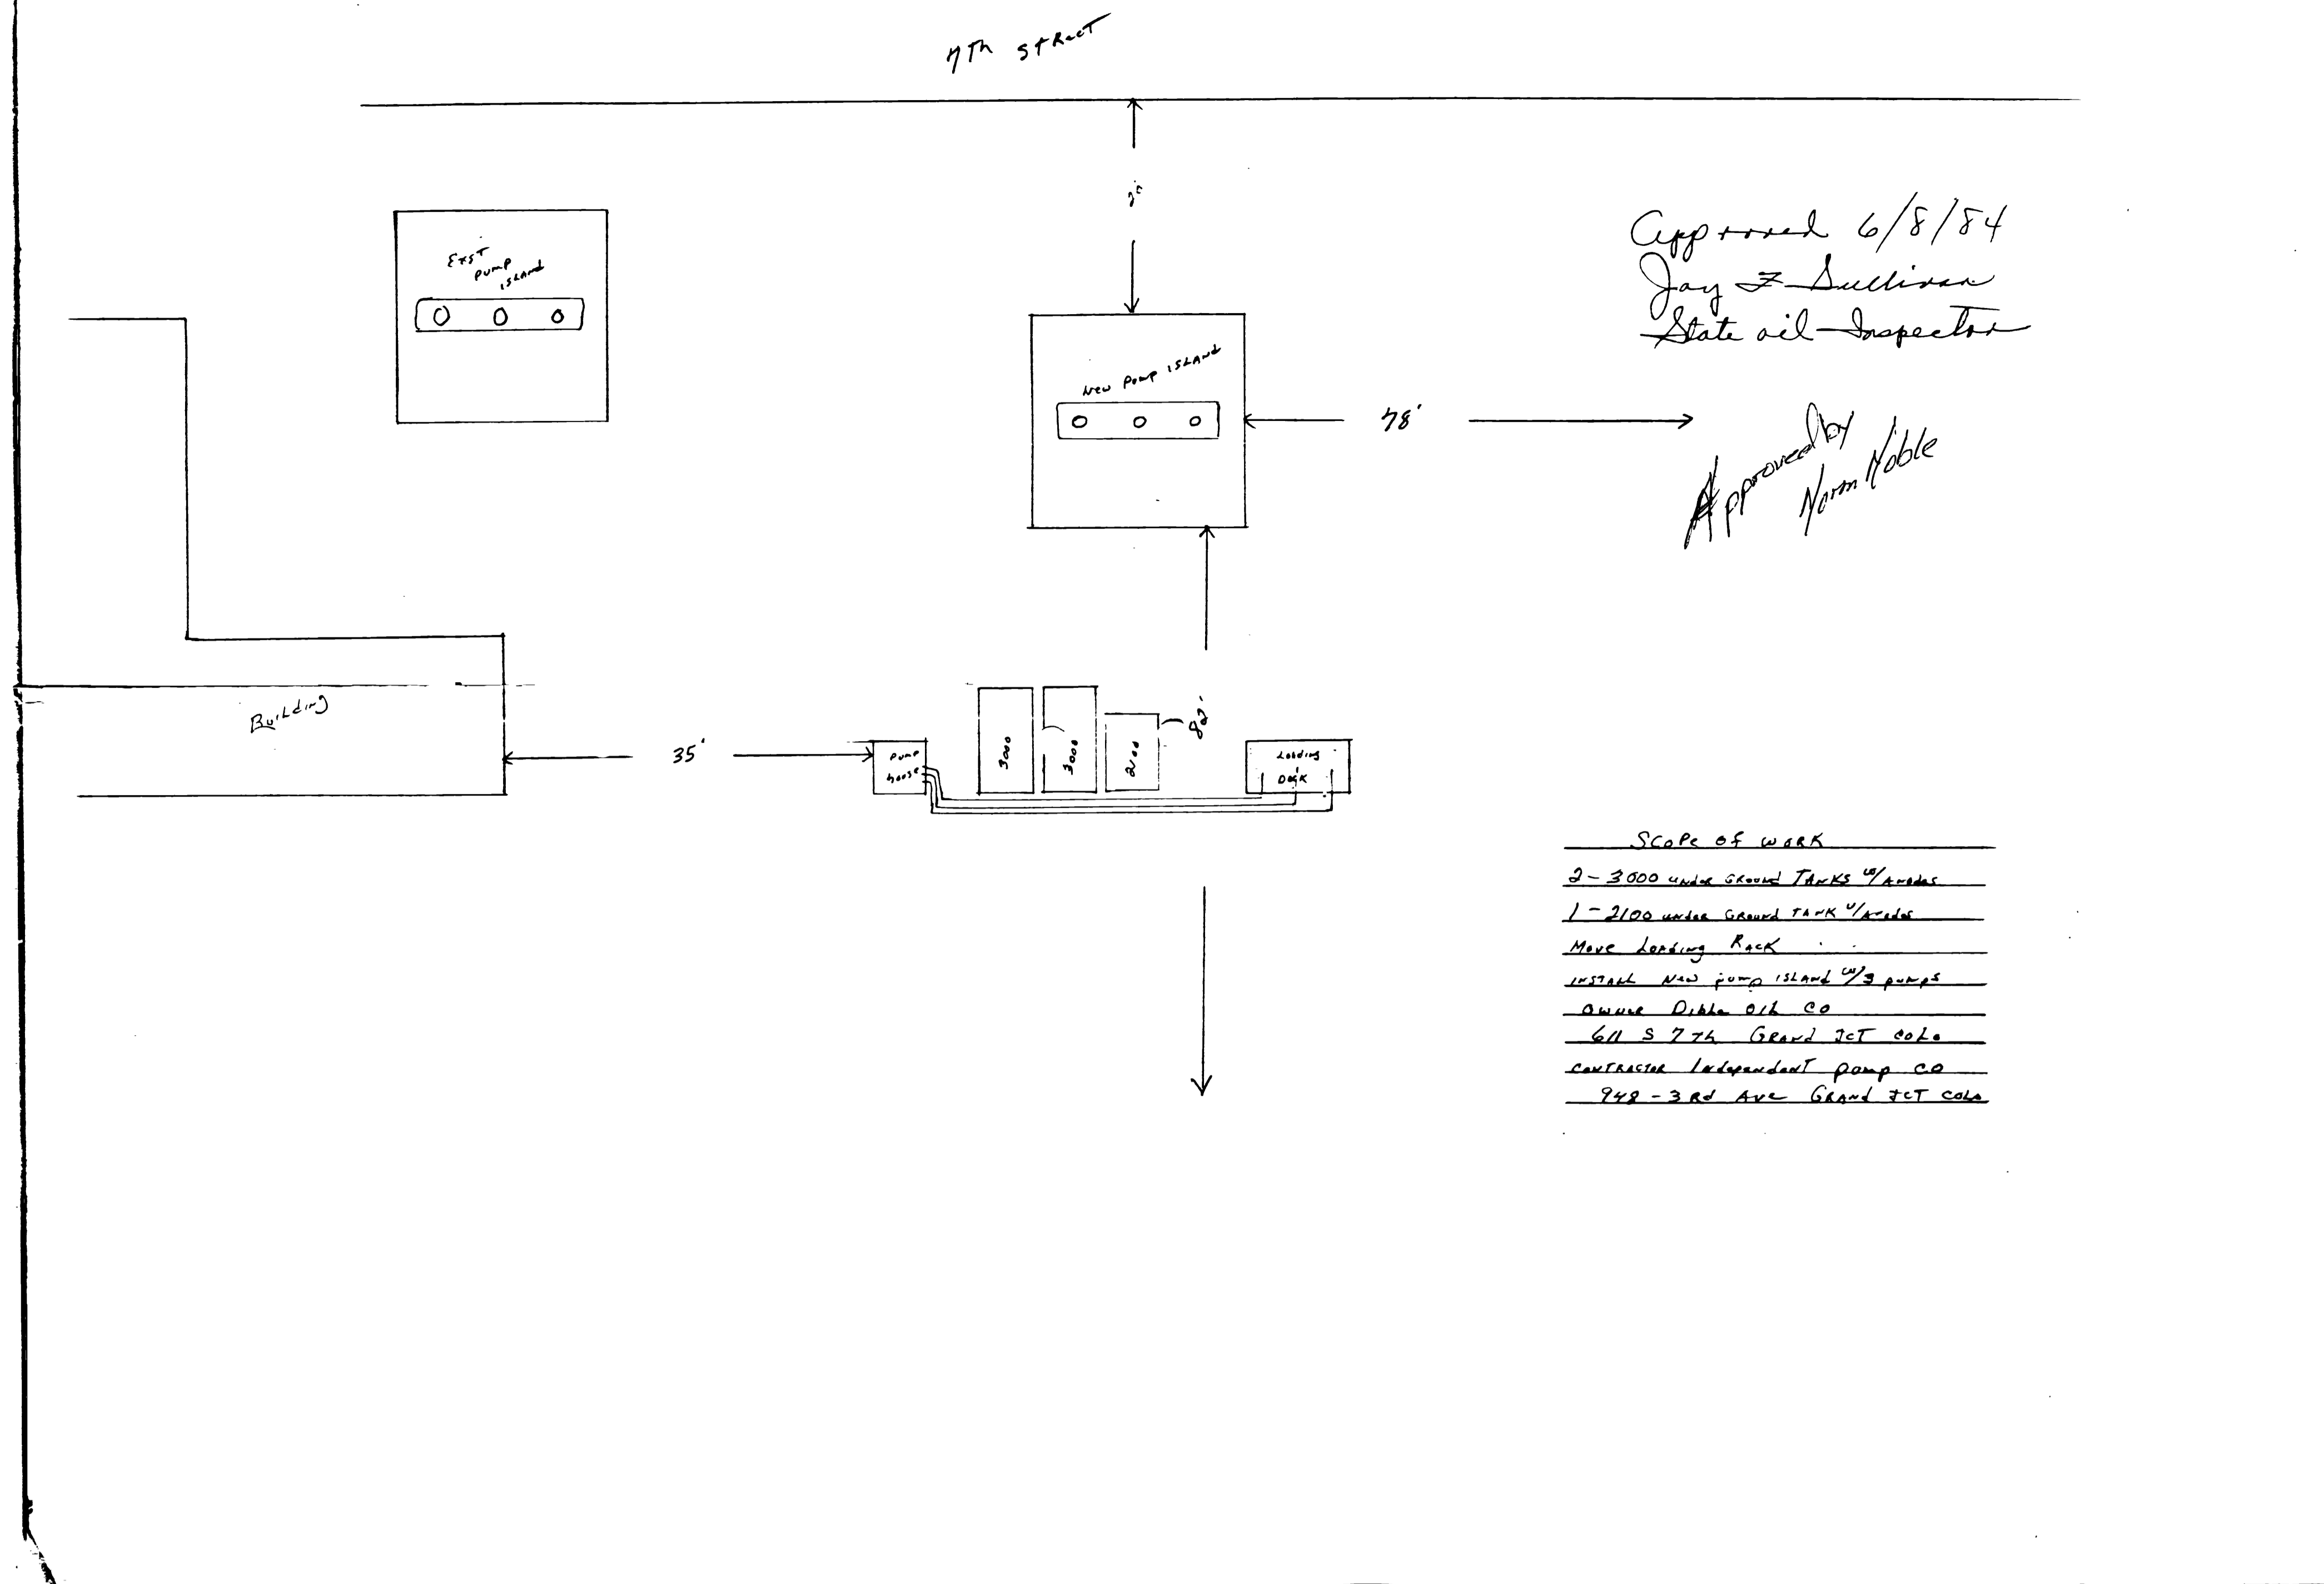 7Th STReeT
20'
Approved 6/8/84
Jay F Sullivan
State oil Inspector
EXST
PUMP
ISLAND
New Pump ISLAND
78'
Approved by
Norm Noble
Building
35'
Pump
house
3000
3000
2100
82'
Loading
Dock
SCOPe OF WORK
2-3000 under GRound TANKS w/Anodes
1-2100 under GRound TANK w/Anodes
Move Loading RACK
INSTALL New pump ISLAnd w/3 pumps
Owner Dibble OIL CO
611 S 7Th GRAnd JCT COLO
CONTRACTOR IndependenT pump CO
948-3Rd Ave GRAnd JCT COLO